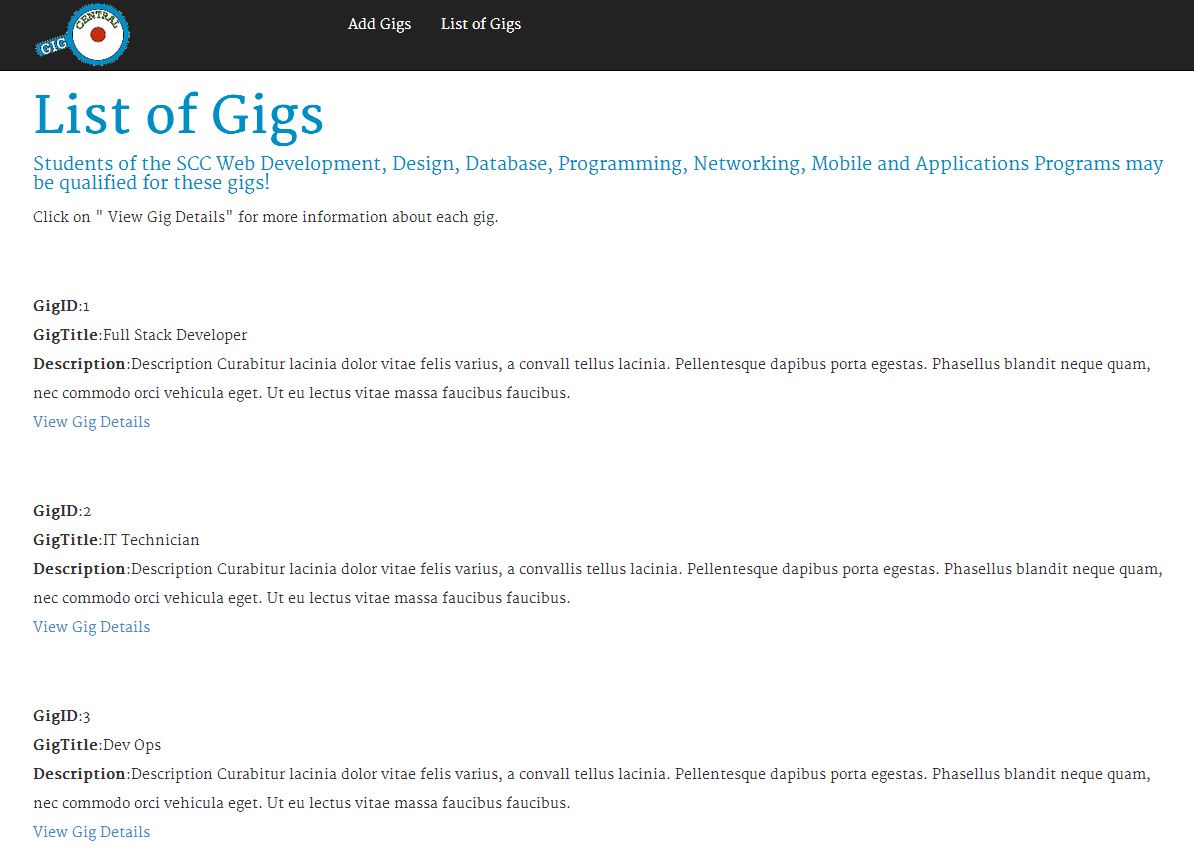 GIG CENTRAL
Add Gigs
List of Gigs
List of Gigs
Students of the SCC Web Development, Design, Database, Programming, Networking, Mobile and Applications Programs may
be qualified for these gigs!
Click on " View Gig Details" for more information about each gig.
GigID:1
GigTitle:Full Stack Developer
Description:Description Curabitur lacinia dolor vitae felis varius, a convall tellus lacinia. Pellentesque dapibus porta egestas. Phasellus blandit neque quam,
nec commodo orci vehicula eget. Ut eu lectus vitae massa faucibus faucibus.
View Gig Details
GigID:2
GigTitle:IT Technician
Description:Description Curabitur lacinia dolor vitae felis varius, a convallis tellus lacinia. Pellentesque dapibus porta egestas. Phasellus blandit neque quam,
nec commodo orci vehicula eget. Ut eu lectus vitae massa faucibus faucibus.
View Gig Details
GigID:3
GigTitle:Dev Ops
Description:Description Curabitur lacinia dolor vitae felis varius, a convall tellus lacinia. Pellentesque dapibus porta egestas. Phasellus blandit neque quam,
nec commodo orci vehicula eget. Ut eu lectus vitae massa faucibus faucibus.
View Gig Details